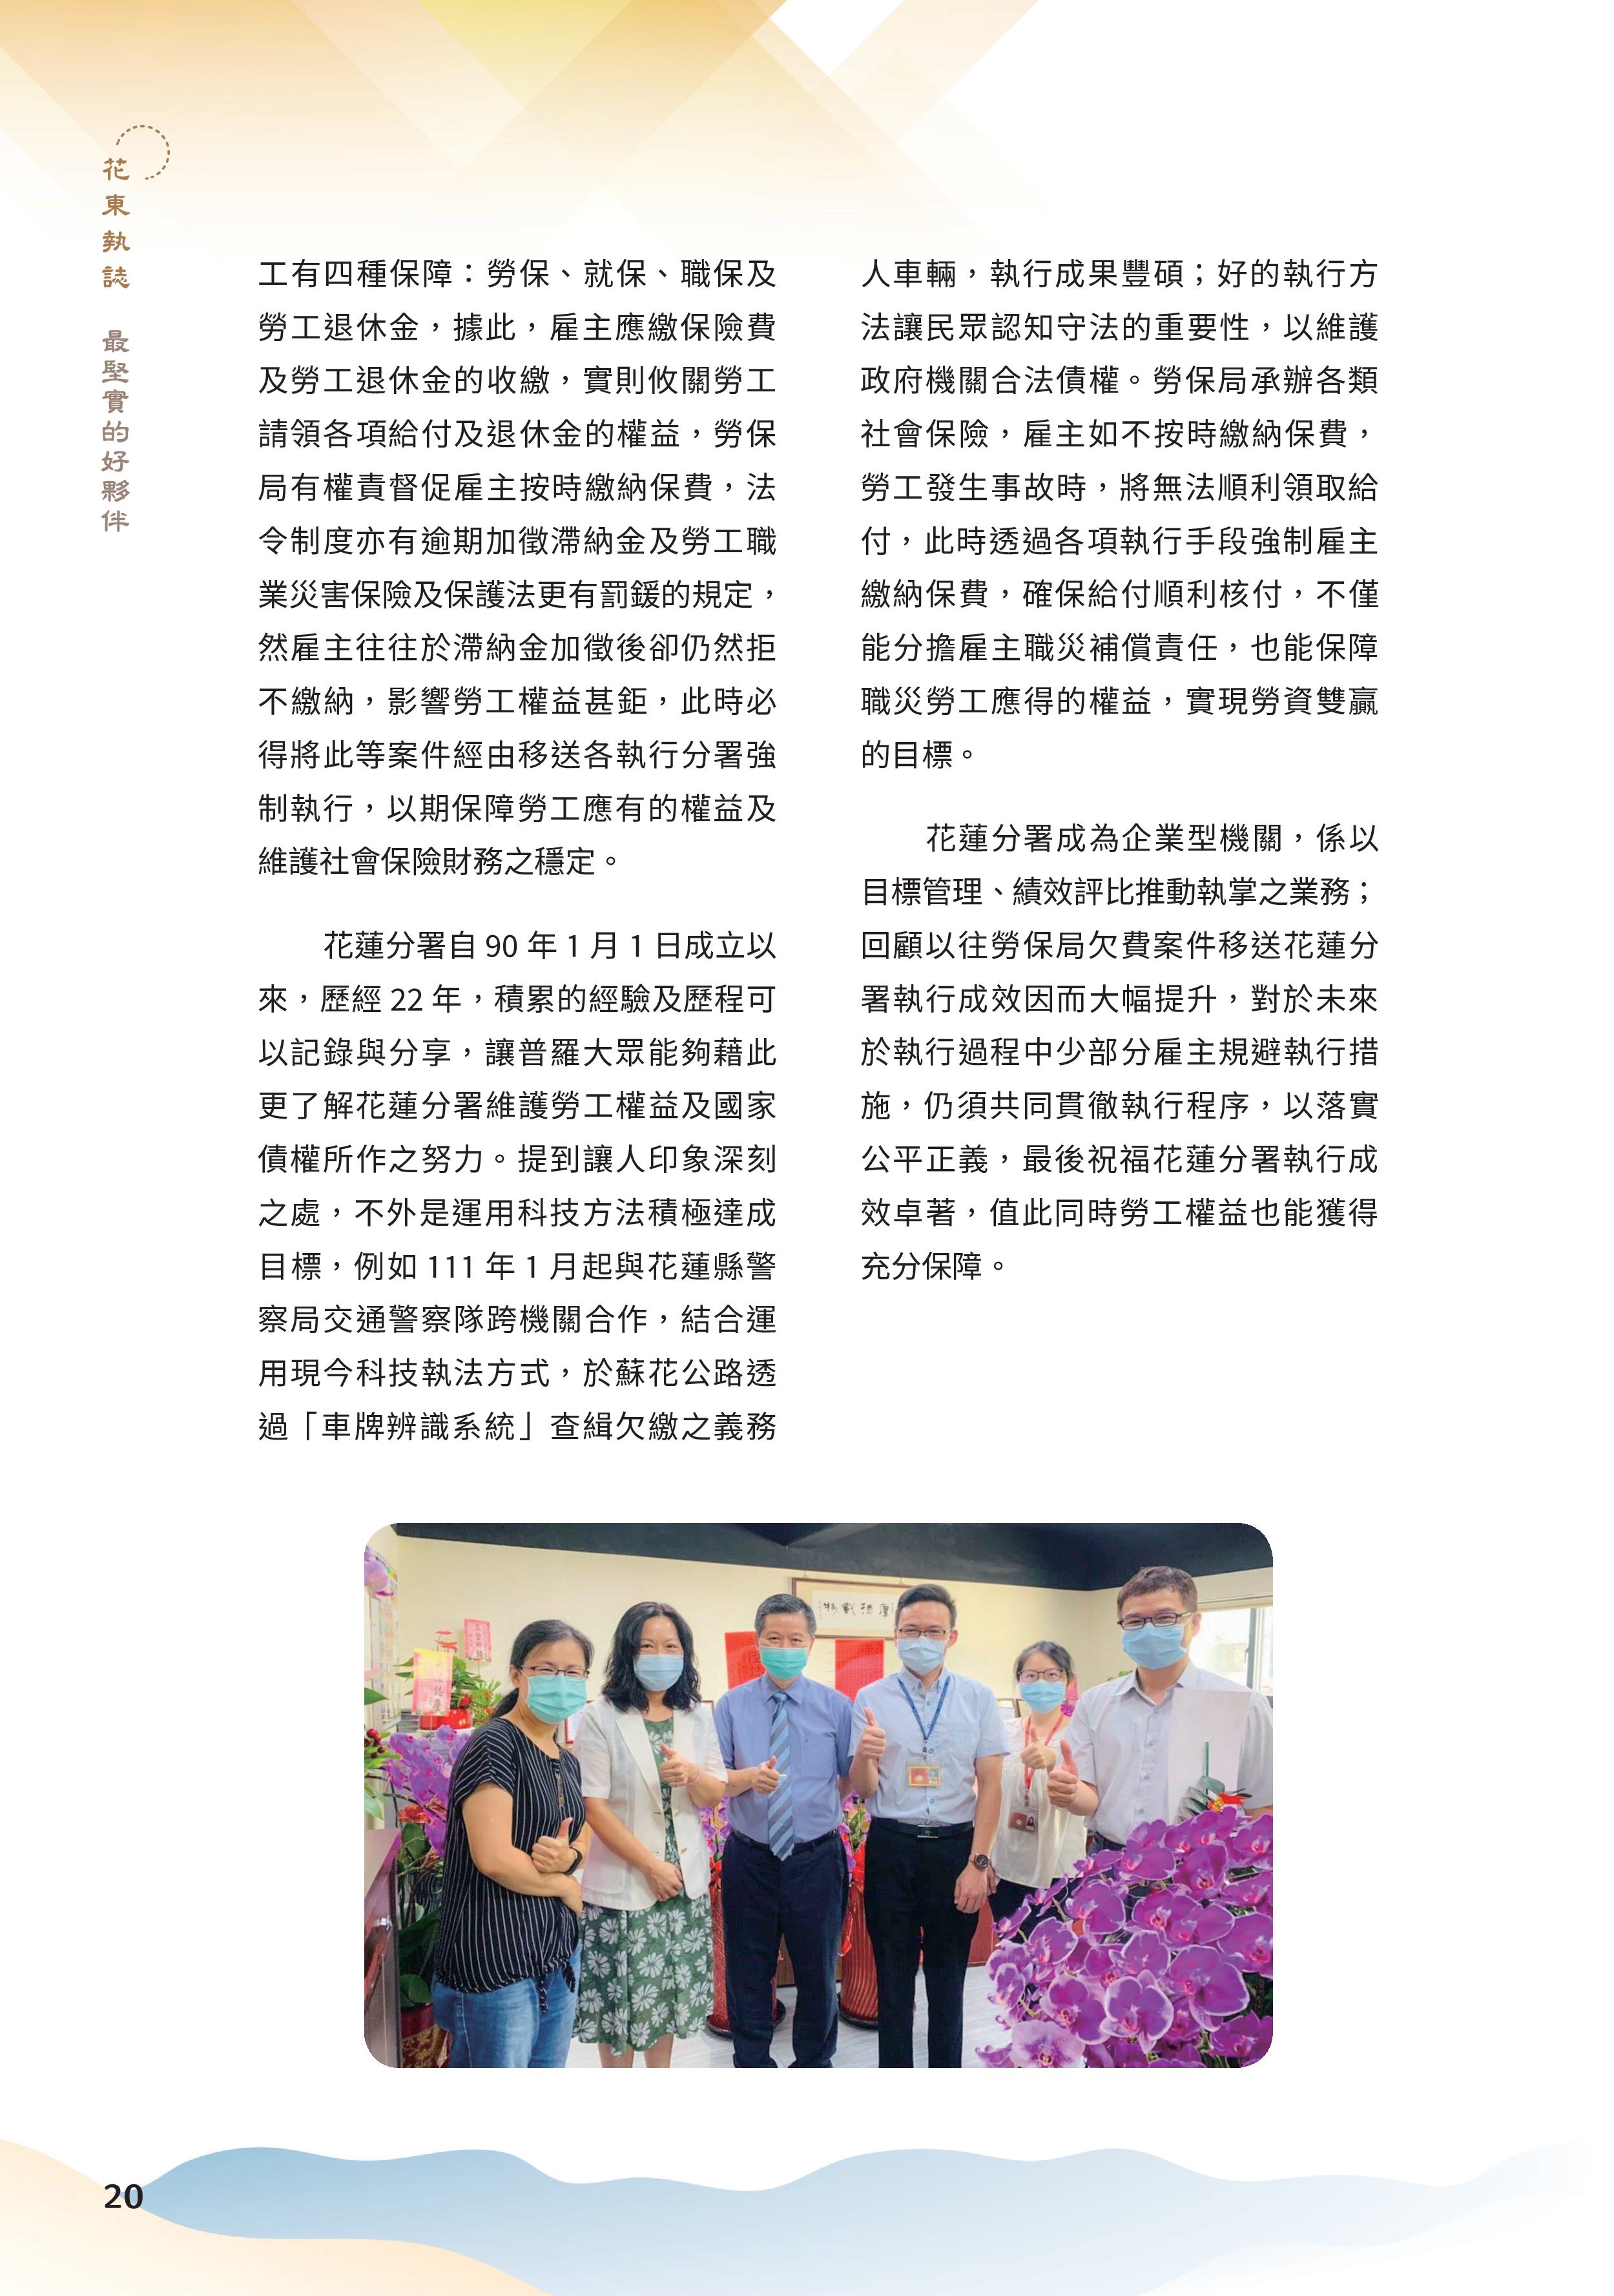 花東執誌
最堅實的好夥伴
工有四種保障：勞保、就保、職保及
勞工退休金，據此，雇主應繳保險費
及勞工退休金的收繳，實則攸關勞工
請領各項給付及退休金的權益，勞保
局有權責督促雇主按時繳納保費，法
令制度亦有逾期加徵滯納金及勞工職
業災害保險及保護法更有罰鍰的規定，
然雇主往往於滯納金加徵後卻仍然拒
不繳納，影響勞工權益甚鉅，此時必
得將此等案件經由移送各執行分署強
制執行，以期保障勞工應有的權益及
維護社會保險財務之穩定。
花蓮分署自 90 年 1 月 1 日成立以
來，歷經 22 年，積累的經驗及歷程可
以記錄與分享，讓普羅大眾能夠藉此
更了解花蓮分署維護勞工權益及國家
債權所作之努力。提到讓人印象深刻
之處，不外是運用科技方法積極達成
目標，例如 111 年 1 月起與花蓮縣警
察局交通警察隊跨機關合作，結合運
用現今科技執法方式，於蘇花公路透
過「車牌辨識系統」查緝欠繳之義務
人車輛，執行成果豐碩；好的執行方
法讓民眾認知守法的重要性，以維護
政府機關合法債權。勞保局承辦各類
社會保險，雇主如不按時繳納保費，
勞工發生事故時，將無法順利領取給
付，此時透過各項執行手段強制雇主
繳納保費，確保給付順利核付，不僅
能分擔雇主職災補償責任，也能保障
職災勞工應得的權益，實現勞資雙贏
的目標。
花蓮分署成為企業型機關，係以
目標管理、績效評比推動執掌之業務；
回顧以往勞保局欠費案件移送花蓮分
署執行成效因而大幅提升，對於未來
於執行過程中少部分雇主規避執行措
施，仍須共同貫徹執行程序，以落實
公平正義，最後祝福花蓮分署執行成
效卓著，值此同時勞工權益也能獲得
充分保障。
物載德厚
20